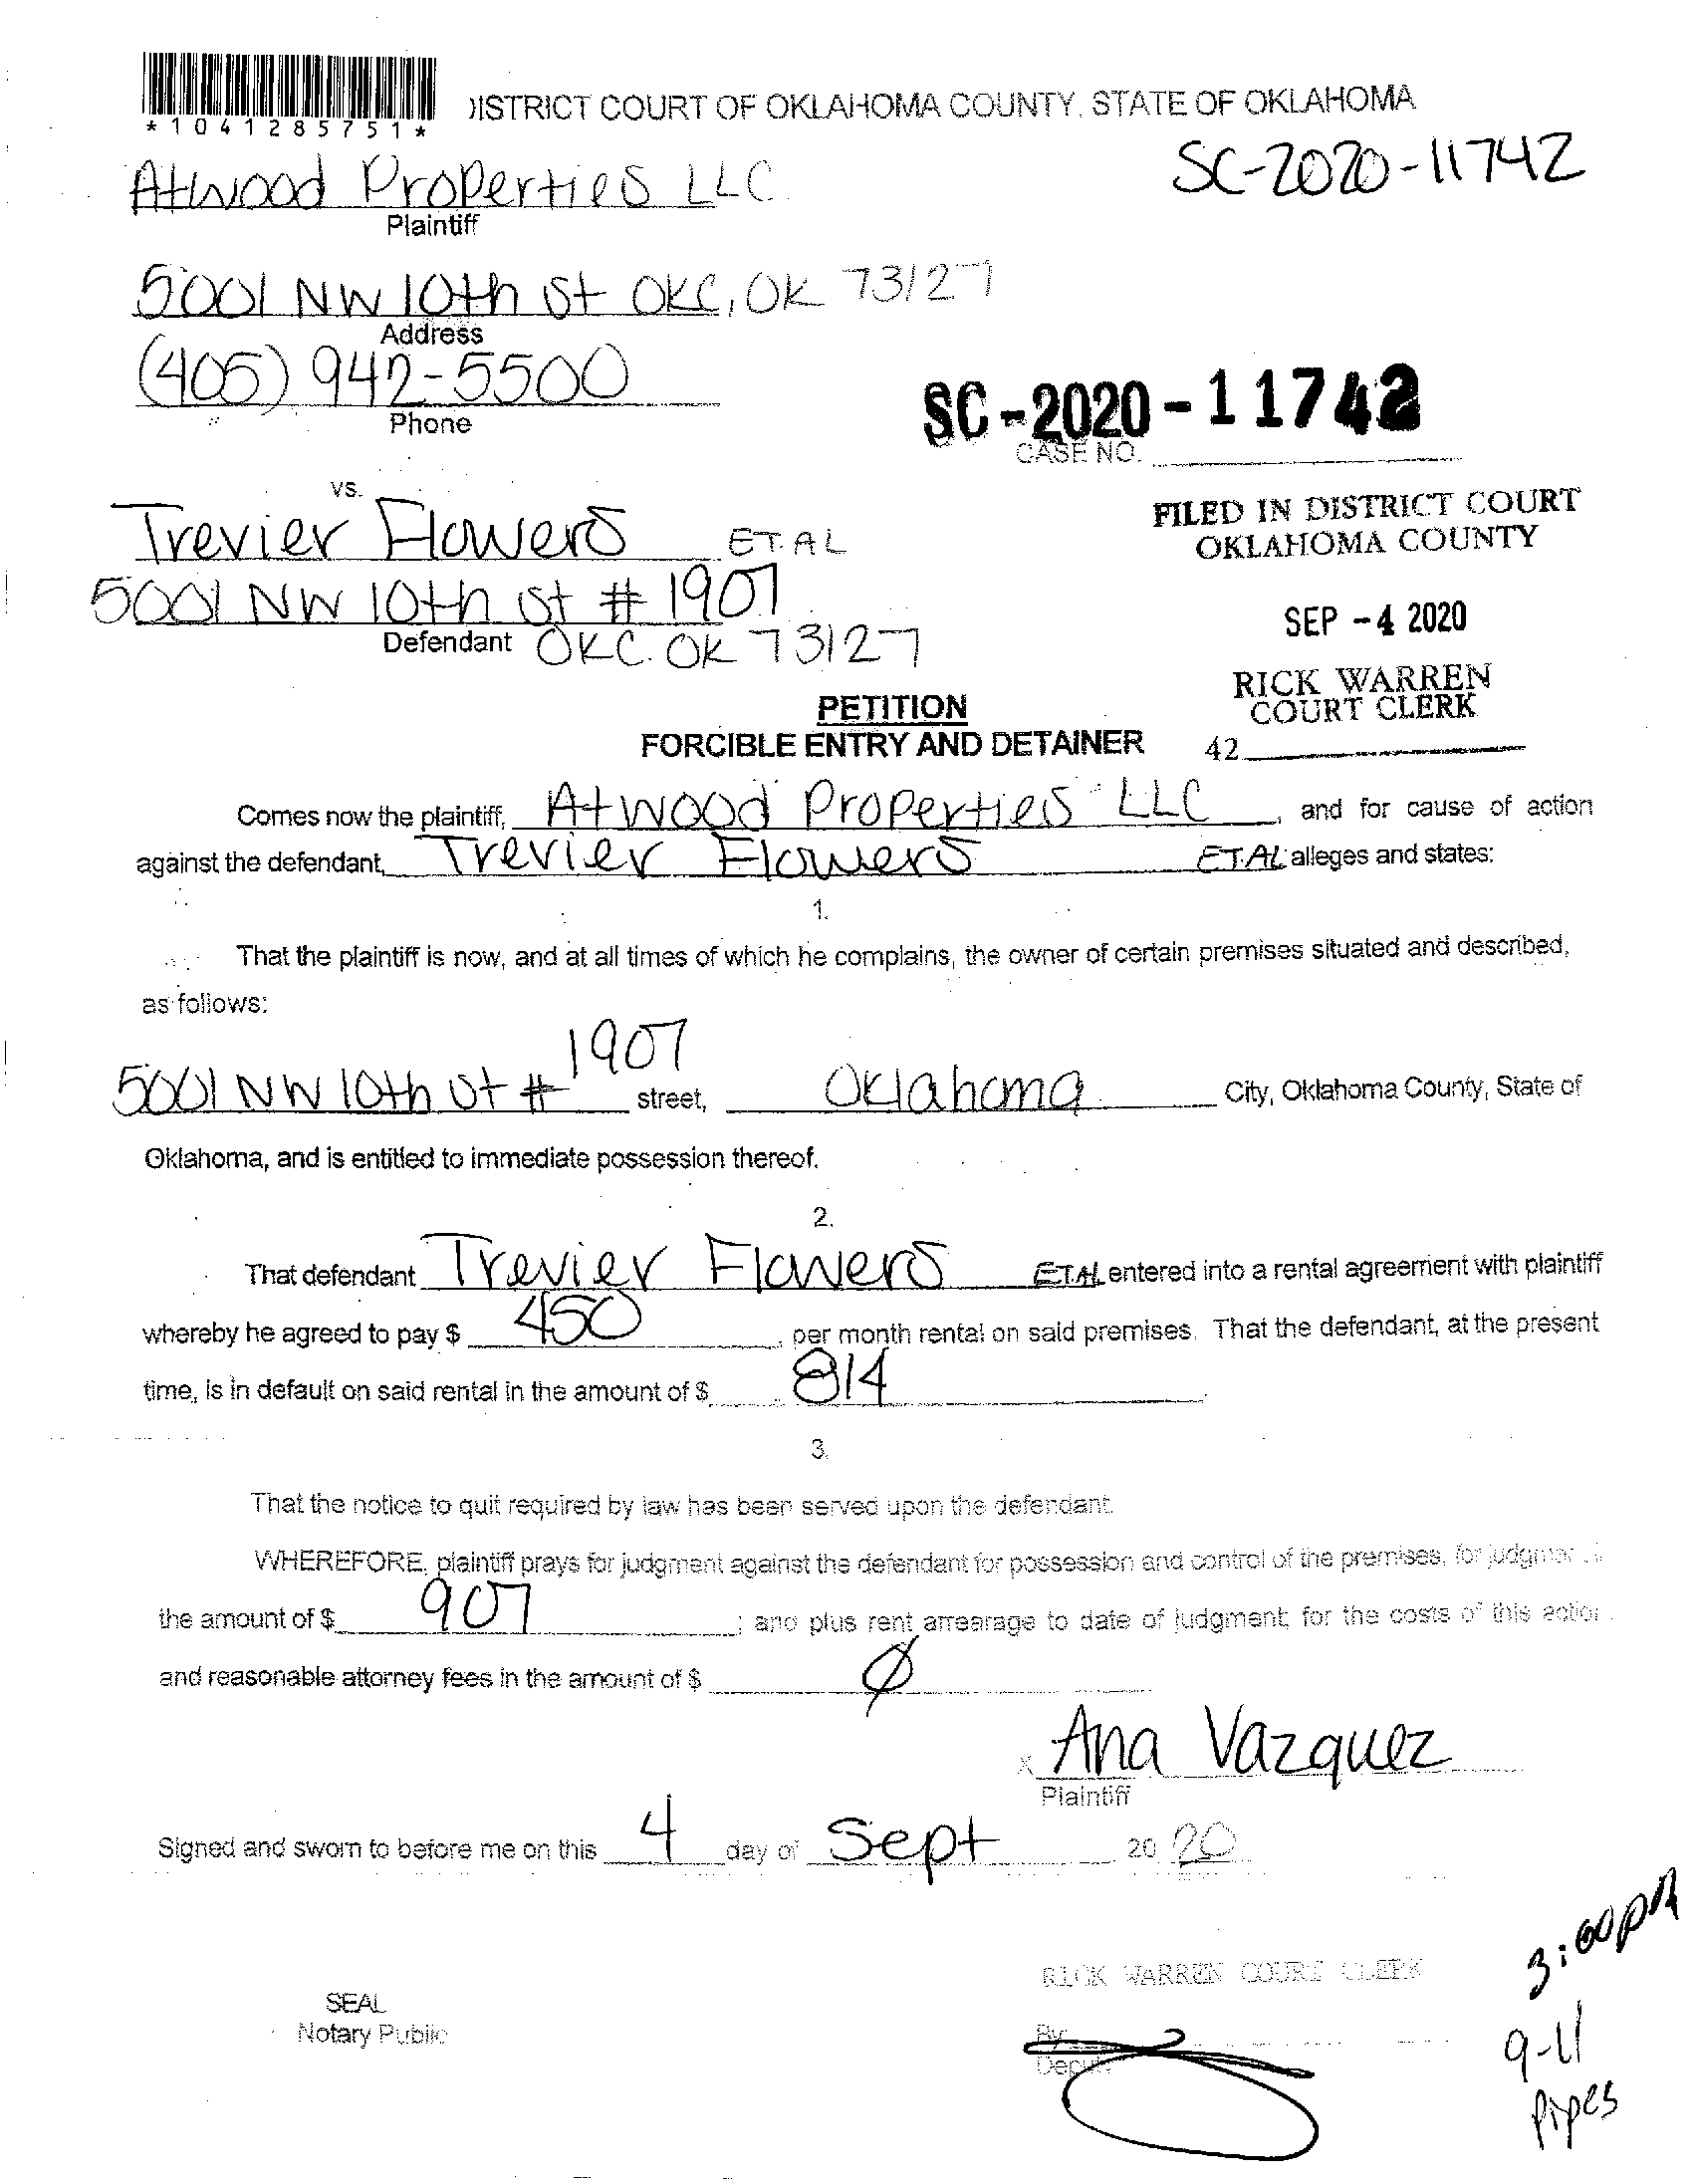 *1041285751*
DISTRICT COURT OF OKLAHOMA COUNTY, STATE OF OKLAHOMA
SC-2020-11742
Atwood Properties LLC
Plaintiff
5001 NW 10th St OKC, OK 73127
Address
(405) 942-5500
Phone
SC-2020-11742
CASE NO.
vs.
FILED IN DISTRICT COURT
OKLAHOMA COUNTY
Trevier Flowers ET.AL
5001 NW 10th St # 1907
Defendant OKC. OK 73127
SEP -4 2020
RICK WARREN
COURT CLERK
42
PETITION
FORCIBLE ENTRY AND DETAINER
Comes now the plaintiff, Atwood Properties LLC, and for cause of action
against the defendant, Trevier Flowers ET.AL alleges and states:
1.
That the plaintiff is now, and at all times of which he complains, the owner of certain premises situated and described,
as follows:
5001 NW 10th St # 1907 street, Oklahoma City, Oklahoma County, State of
Oklahoma, and is entitled to immediate possession thereof.
2.
That defendant Trevier Flowers ET.AL entered into a rental agreement with plaintiff
whereby he agreed to pay $ 450, per month rental on said premises. That the defendant, at the present
time, is in default on said rental in the amount of $ 814.
3.
That the notice to quit required by law has been served upon the defendant.
WHEREFORE, plaintiff prays for judgment against the defendant for possession and control of the premises, for
the amount of $ 907; and plus rent arrearage to date of judgment; for the costs of this action
and reasonable attorney fees in the amount of $ Ø
x Ana Vazquez
Plaintiff
Signed and sworn to before me on this 4 day of Sept 2020
3:00pm
RICK WARREN COURT CLERK
SEAL
Notary Public
By:
Deputy
9-11
Pipes